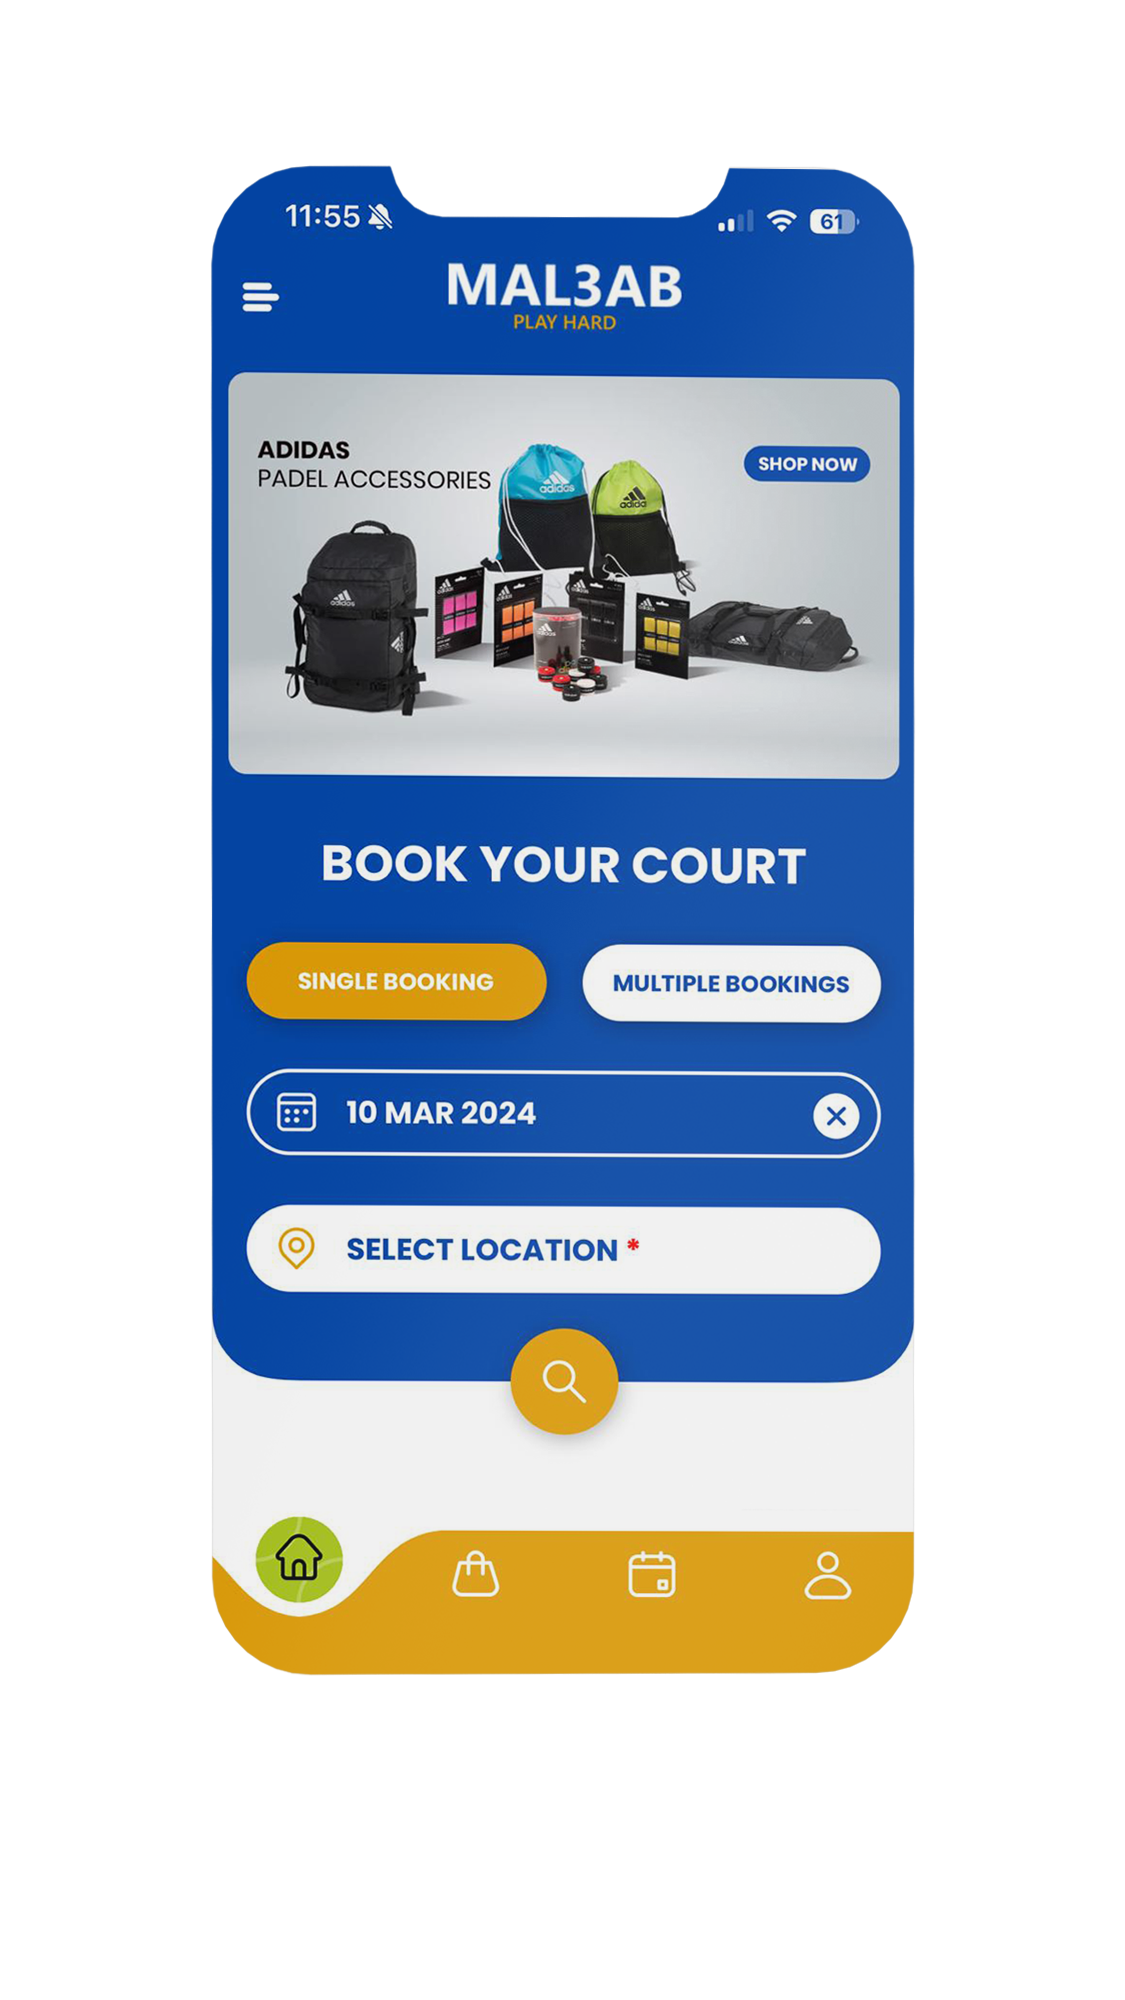 11:55
61
MAL3AB
PLAY HARD
ADIDAS
PADEL ACCESSORIES
SHOP NOW
adidas
adidas
adidas
BOOK YOUR COURT
SINGLE BOOKING
MULTIPLE BOOKINGS
10 MAR 2024
SELECT LOCATION *